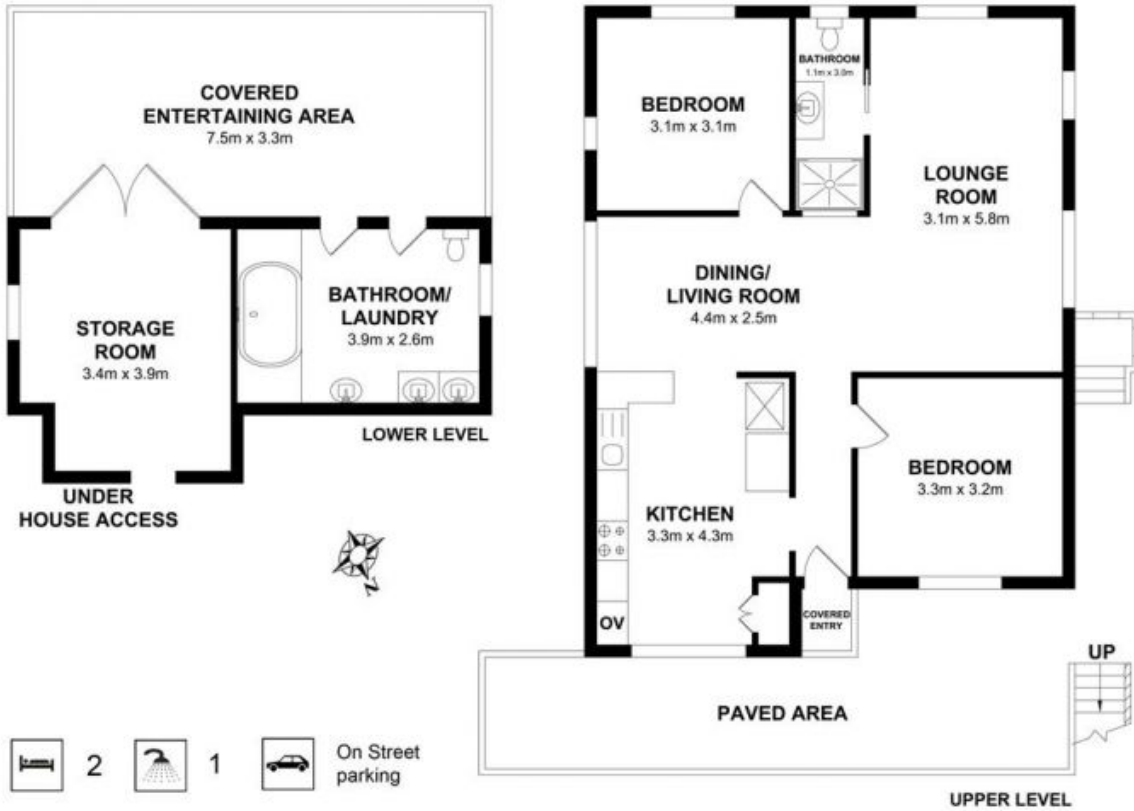 COVERED
ENTERTAINING AREA
7.5m x 3.3m
STORAGE
ROOM
3.4m x 3.9m
BATHROOM/
LAUNDRY
3.9m x 2.6m
LOWER LEVEL
UNDER
HOUSE ACCESS
N
BEDROOM
3.1m x 3.1m
BATHROOM
1.1m x 3.0m
LOUNGE
ROOM
3.1m x 5.8m
DINING/
LIVING ROOM
4.4m x 2.5m
KITCHEN
3.3m x 4.3m
OV
BEDROOM
3.3m x 3.2m
COVERED
ENTRY
UP
PAVED AREA
UPPER LEVEL
2
1
On Street
parking